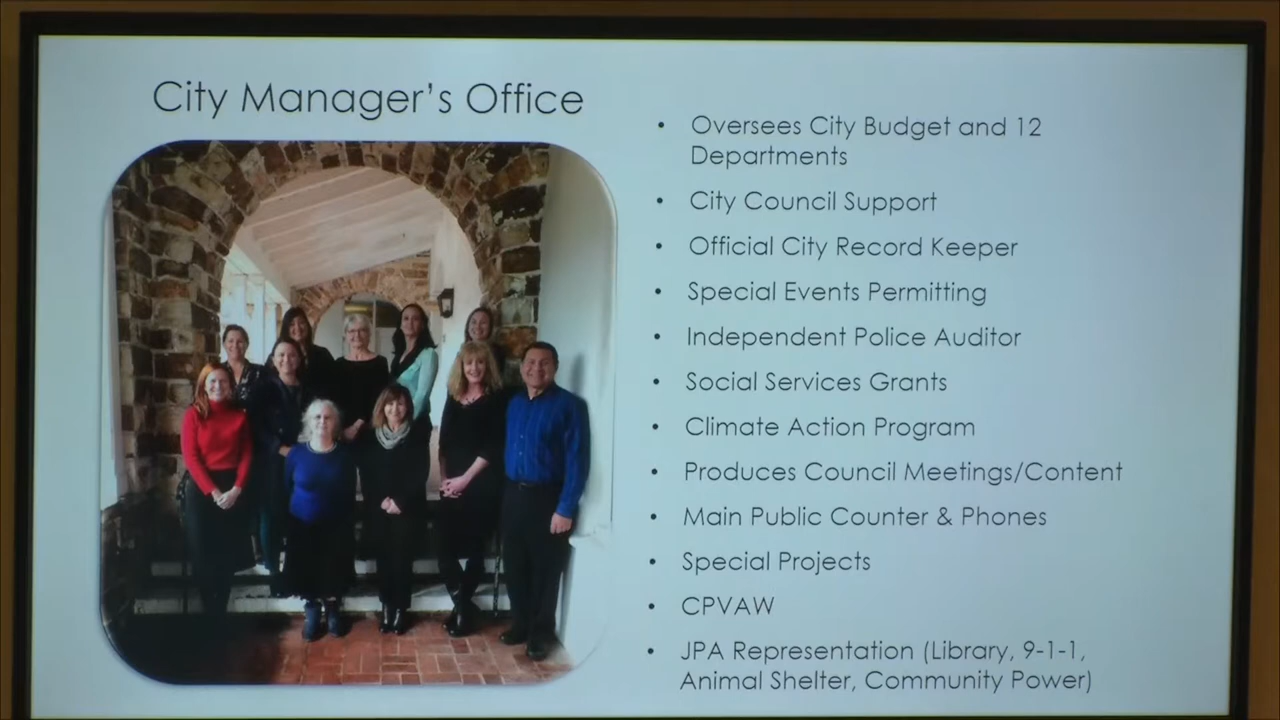 City Manager's Office
• Oversees City Budget and 12
Departments
• City Council Support
• Official City Record Keeper
• Special Events Permitting
• Independent Police Auditor
• Social Services Grants
• Climate Action Program
• Produces Council Meetings/Content
• Main Public Counter & Phones
• Special Projects
• CPVAW
• JPA Representation (Library, 9-1-1,
Animal Shelter, Community Power)